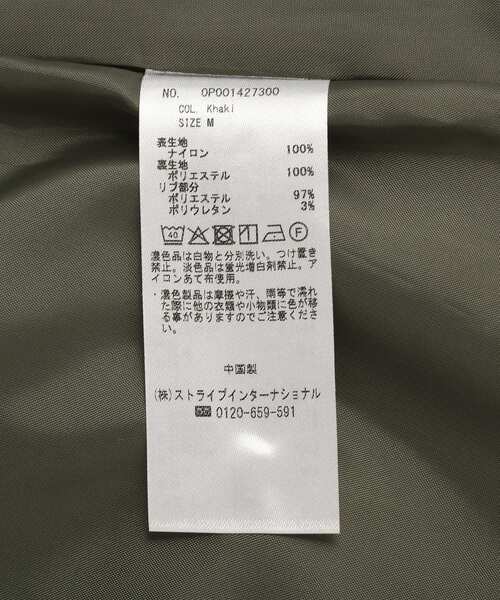 NO. OP001427300
COL. Khaki
SIZE M
表生地
ナイロン 100%
裏生地
ポリエステル 100%
リブ部分
ポリエステル 97%
ポリウレタン 3%
40 F
濃色品は白物と分別洗い。つけ置き
禁止。淡色品は蛍光増白剤禁止。ア
イロンあて布使用。
・濃色製品は摩擦や汗、雨等で濡れ
た際に他の衣類や小物類に色が移
る事がありますのでご注意くださ
い。
中国製
(株)ストライプインターナショナル
0120-659-591